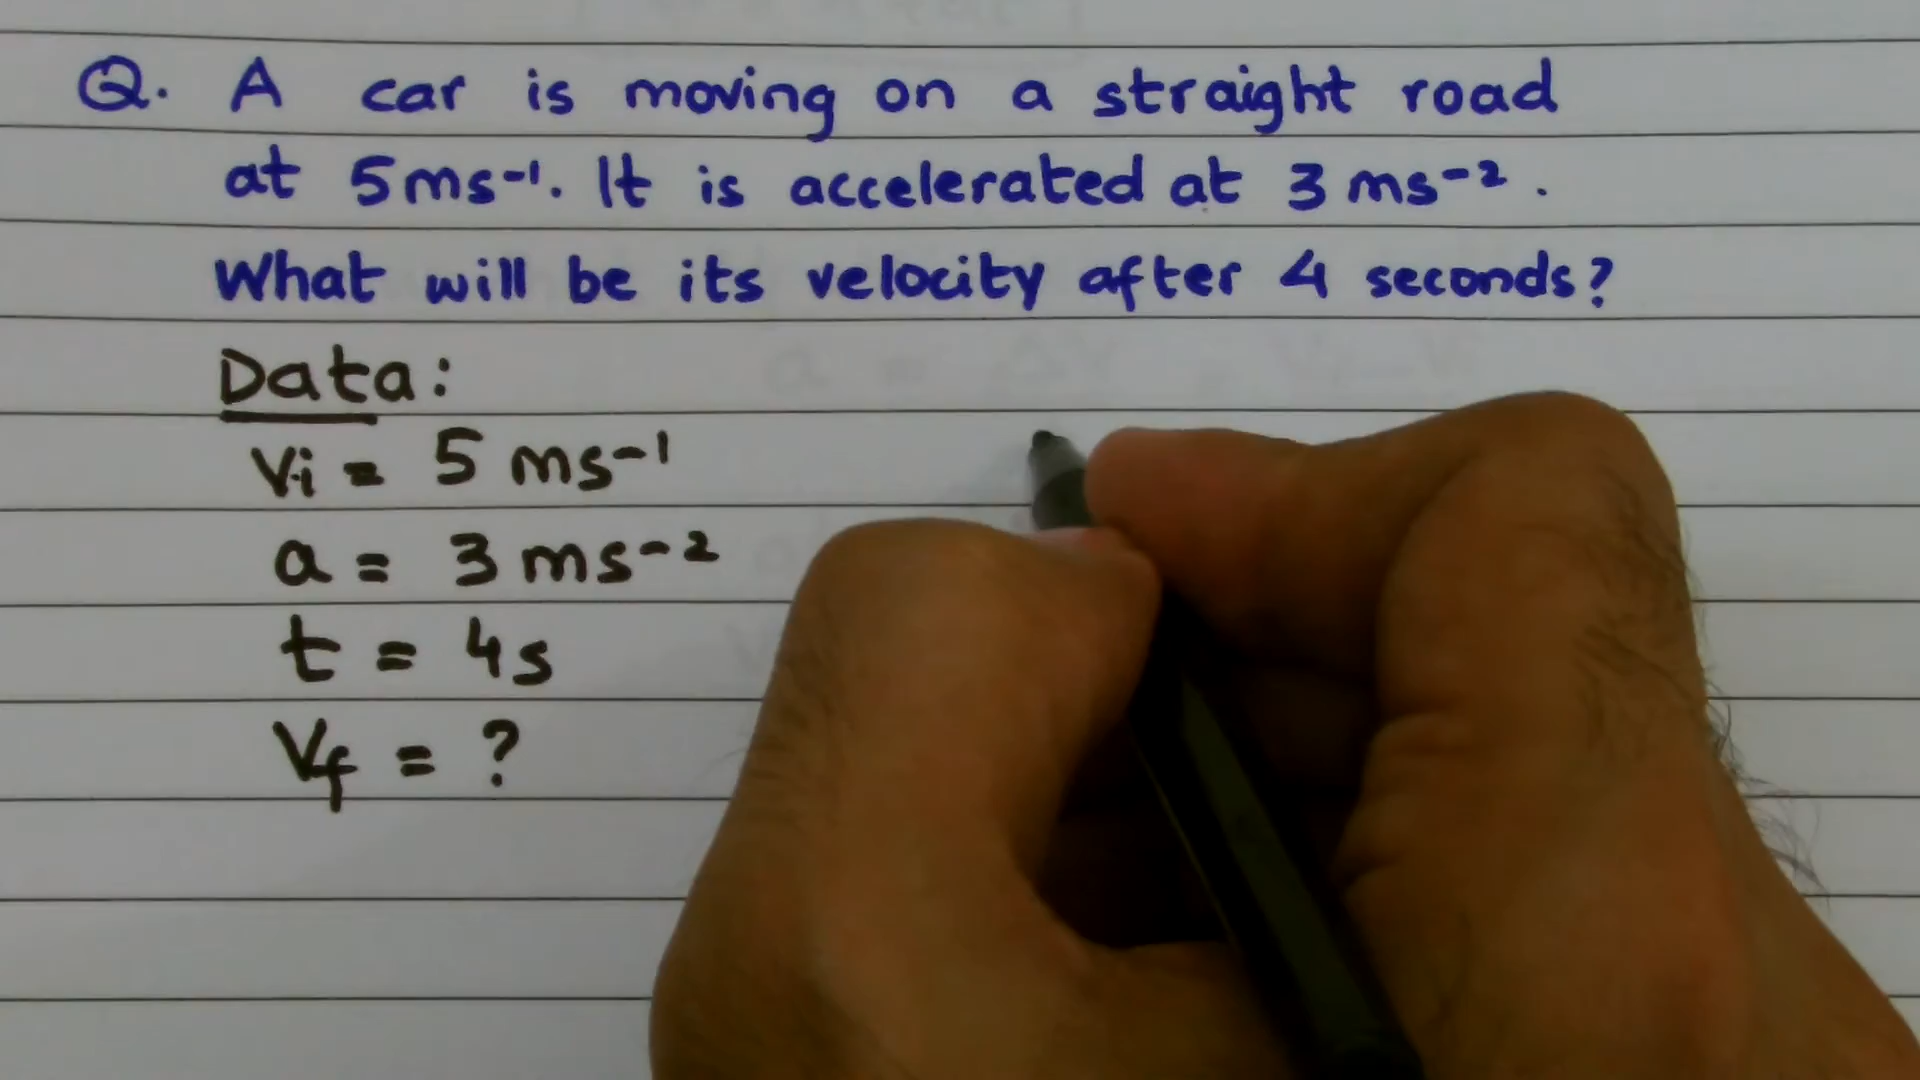 Q. A car is moving on a straight road
at 5ms⁻¹. It is accelerated at 3 ms⁻².
What will be its velocity after 4 seconds?
Data:
Vi = 5 ms⁻¹
a = 3 ms⁻²
t = 4s
Vf = ?